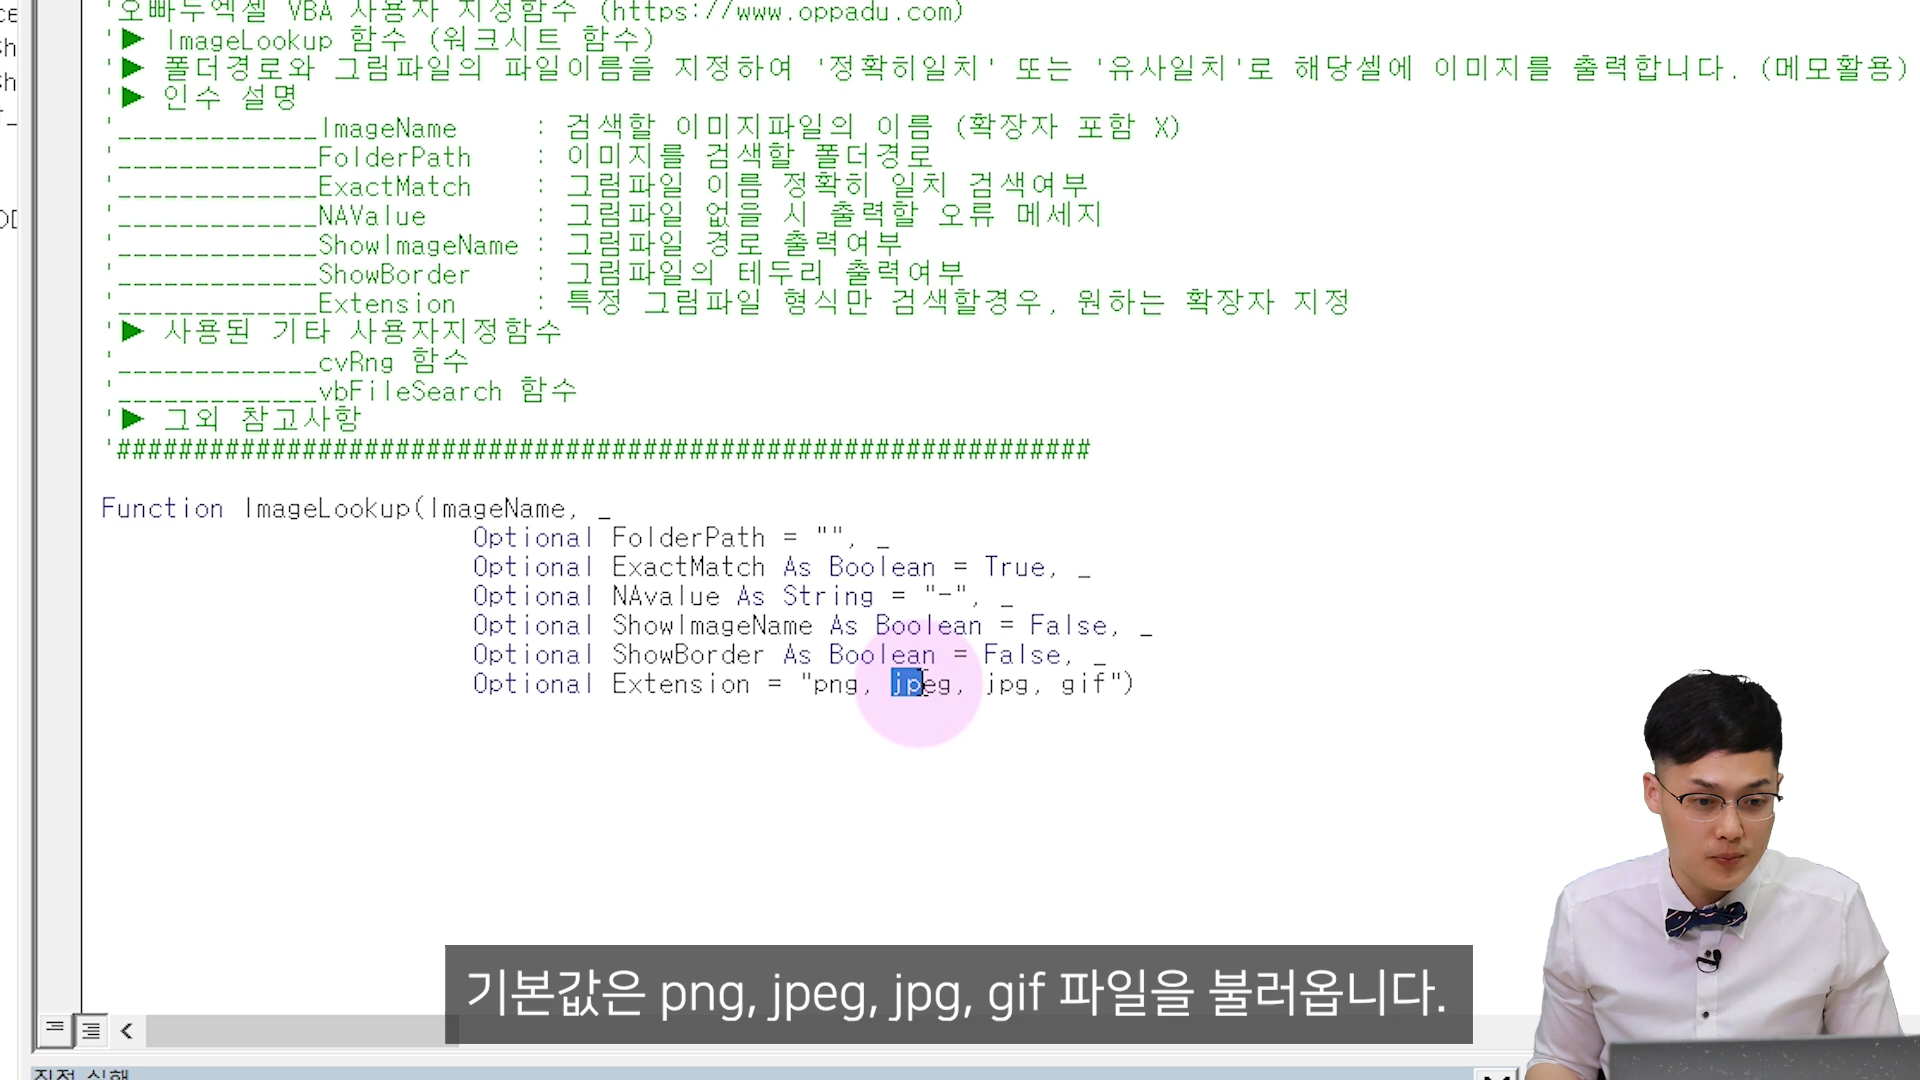 '오빠두엑셀 VBA 사용자 지정함수 (https://www.oppadu.com)
'▶ ImageLookup 함수 (워크시트 함수)
'▶ 폴더경로와 그림파일의 파일이름을 지정하여 '정확히일치' 또는 '유사일치'로 해당셀에 이미지를 출력합니다. (메모활용)
'▶ 인수 설명
'_____________ImageName : 검색할 이미지파일의 이름 (확장자 포함 X)
'_____________FolderPath : 이미지를 검색할 폴더경로
'_____________ExactMatch : 그림파일 이름 정확히 일치 검색여부
'_____________NAValue : 그림파일 없을 시 출력할 오류 메세지
'_____________ShowImageName : 그림파일 경로 출력여부
'_____________ShowBorder : 그림파일의 테두리 출력여부
'_____________Extension : 특정 그림파일 형식만 검색할경우, 원하는 확장자 지정
'▶ 사용된 기타 사용자지정함수
'_____________cvRng 함수
'_____________vbFileSearch 함수
'▶ 그외 참고사항
'###############################################################
Function ImageLookup(ImageName, _
Optional FolderPath = "", _
Optional ExactMatch As Boolean = True, _
Optional NAvalue As String = "-", _
Optional ShowImageName As Boolean = False, _
Optional ShowBorder As Boolean = False, _
Optional Extension = "png, jpeg, jpg, gif")
기본값은 png, jpeg, jpg, gif 파일을 불러옵니다.
직접 실행